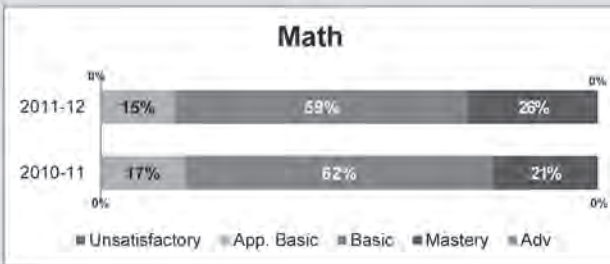 Math
0% 0%
2011-12 15% 59% 26%
2010-11 17% 62% 21%
0% 0%
■ Unsatisfactory ■ App. Basic ■ Basic ■ Mastery ■ Adv